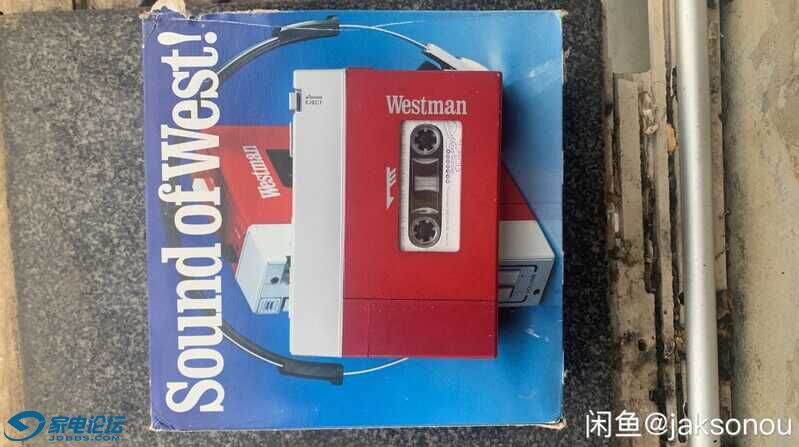 Sound of West!
Westman
EJECT
Westman
家电论坛
JDBBS.COM
闲鱼@jaksonou